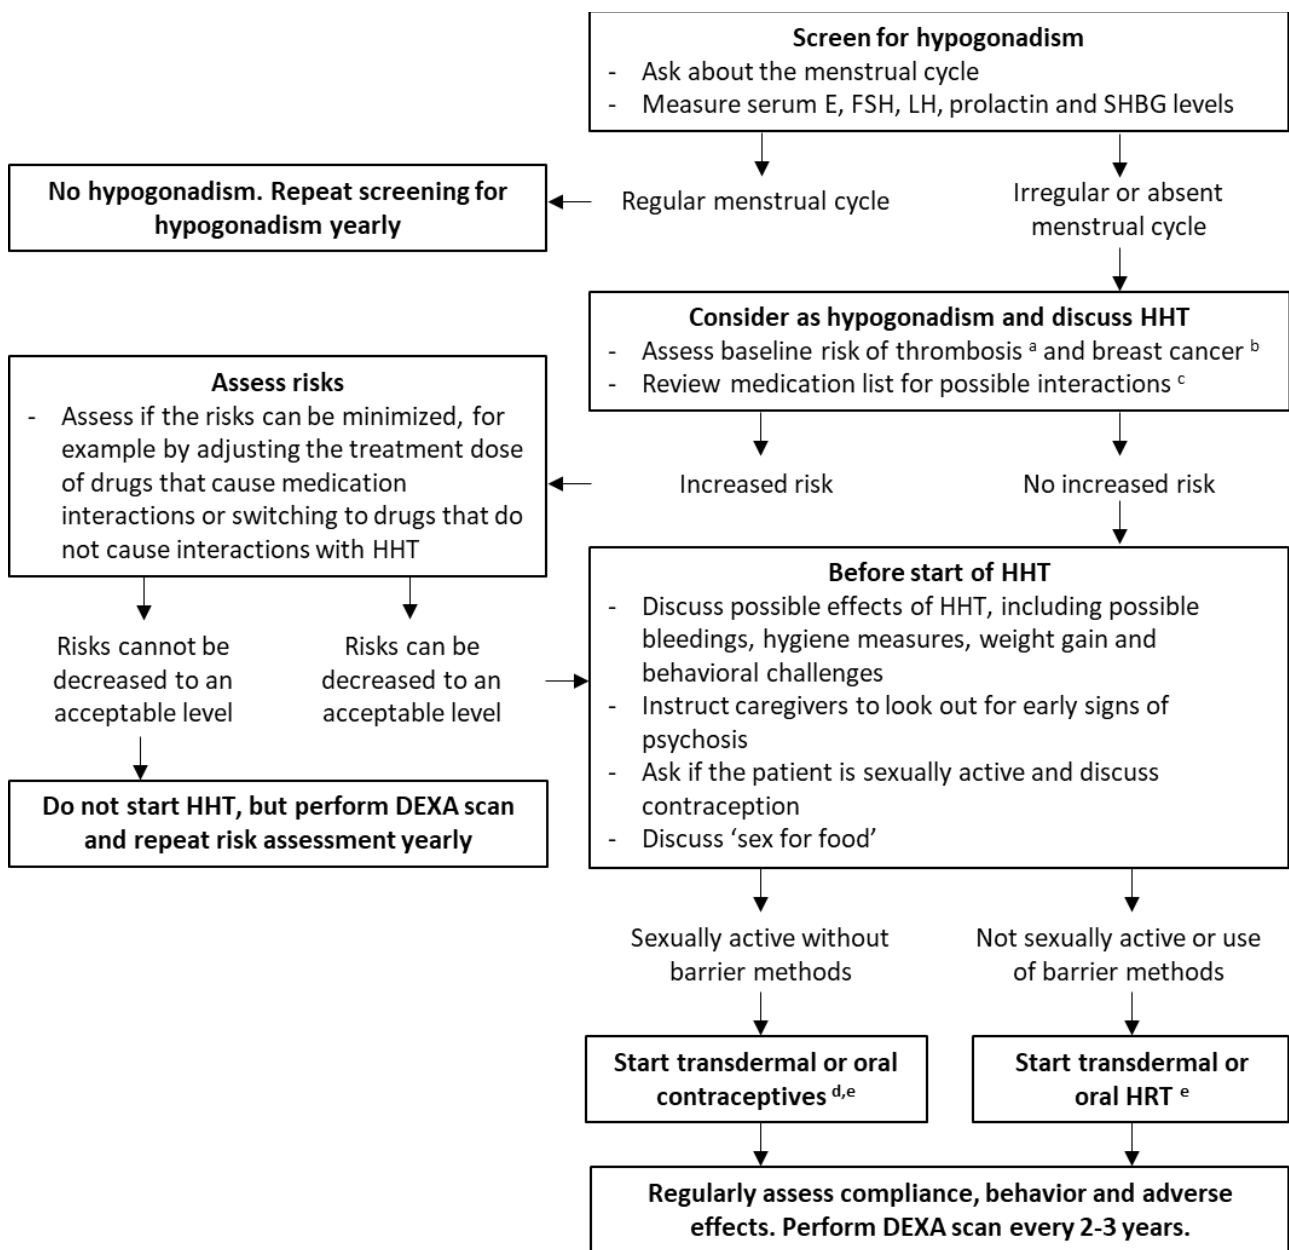 Screen for hypogonadism
- Ask about the menstrual cycle
- Measure serum E, FSH, LH, prolactin and SHBG levels
No hypogonadism. Repeat screening for
hypogonadism yearly
Regular menstrual cycle
Irregular or absent
menstrual cycle
Consider as hypogonadism and discuss HHT
- Assess baseline risk of thrombosis a and breast cancer b
- Review medication list for possible interactions c
Assess risks
- Assess if the risks can be minimized, for
example by adjusting the treatment dose
of drugs that cause medication
interactions or switching to drugs that do
not cause interactions with HHT
Increased risk
No increased risk
Risks cannot be
decreased to an
acceptable level
Risks can be
decreased to an
acceptable level
Do not start HHT, but perform DEXA scan
and repeat risk assessment yearly
Before start of HHT
- Discuss possible effects of HHT, including possible
bleedings, hygiene measures, weight gain and
behavioral challenges
- Instruct caregivers to look out for early signs of
psychosis
- Ask if the patient is sexually active and discuss
contraception
- Discuss ‘sex for food’
Sexually active without
barrier methods
Not sexually active or use
of barrier methods
Start transdermal or oral
contraceptives d,e
Start transdermal or
oral HRT e
Regularly assess compliance, behavior and adverse
effects. Perform DEXA scan every 2-3 years.